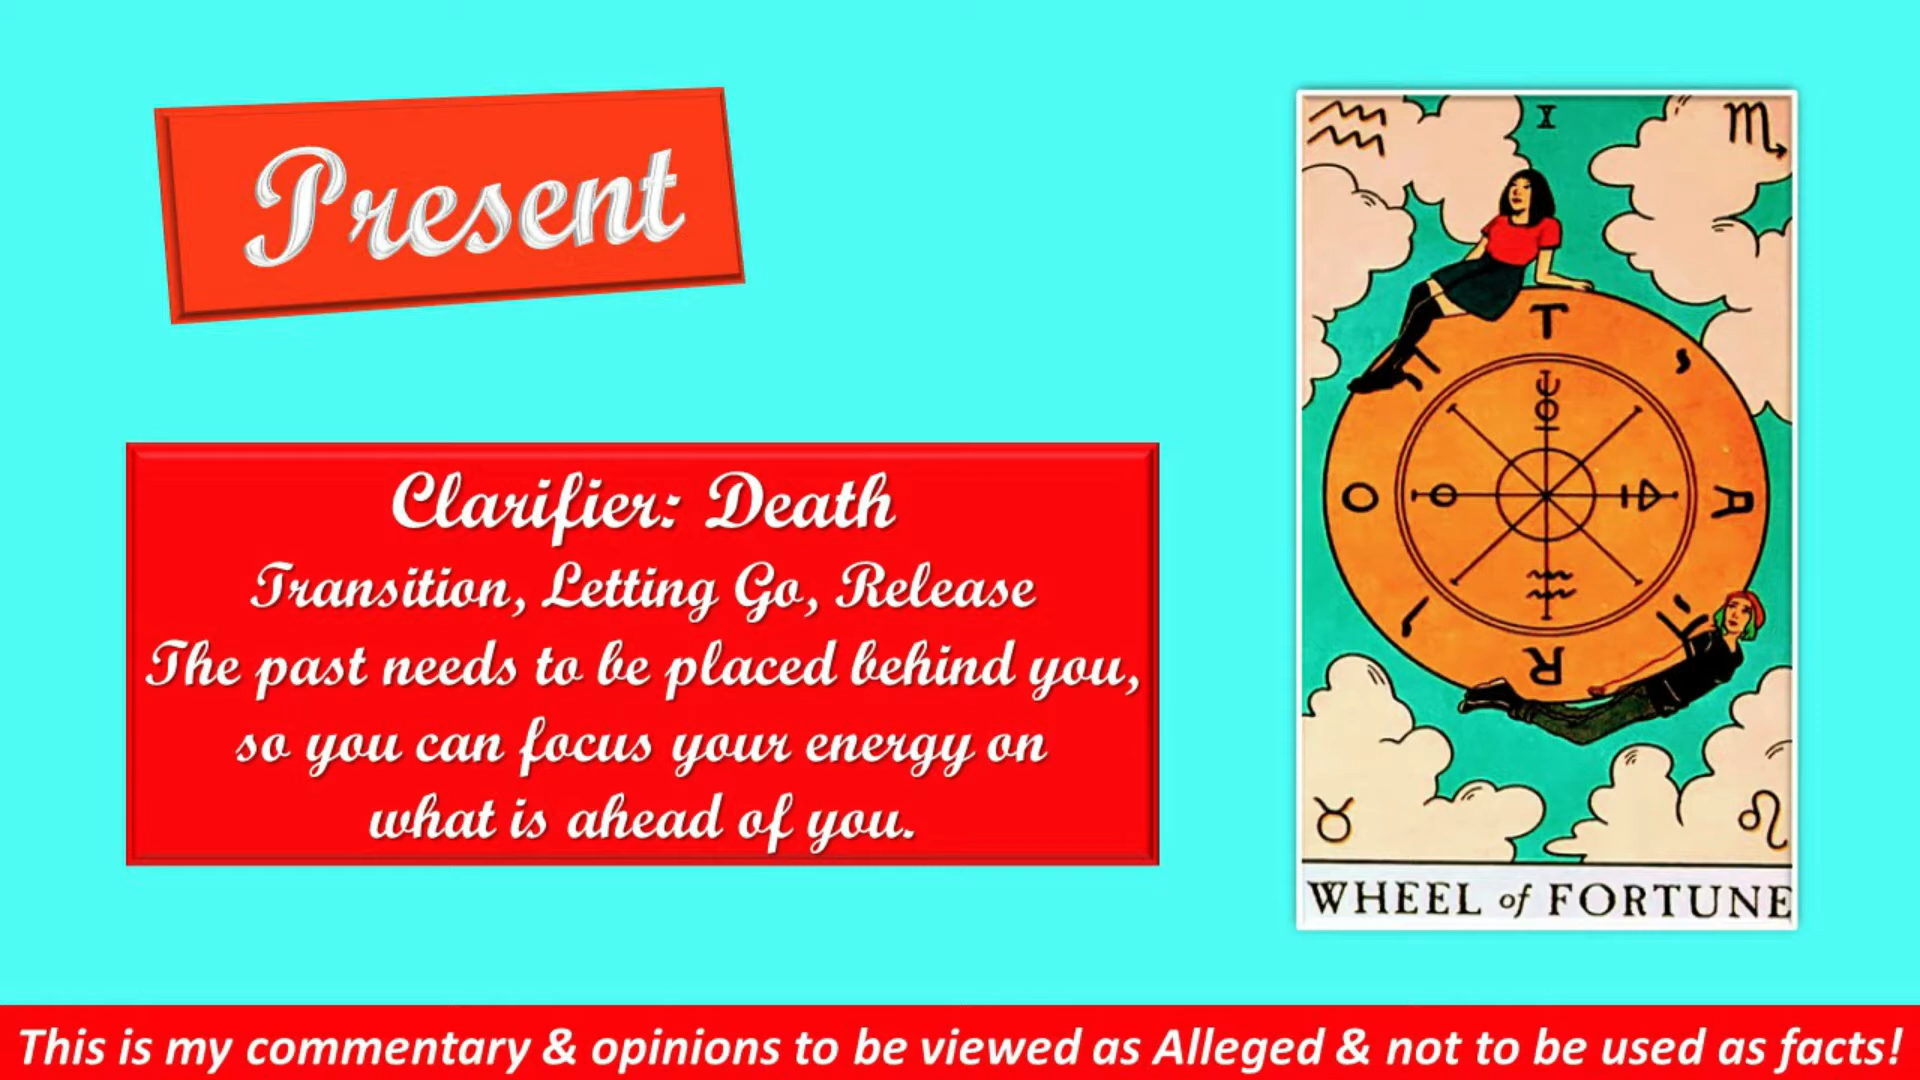 Present
Clarifier: Death
Transition, Letting Go, Release
The past needs to be placed behind you,
so you can focus your energy on
what is ahead of you.
X
T
A
R
O
WHEEL of FORTUNE
This is my commentary & opinions to be viewed as Alleged & not to be used as facts!